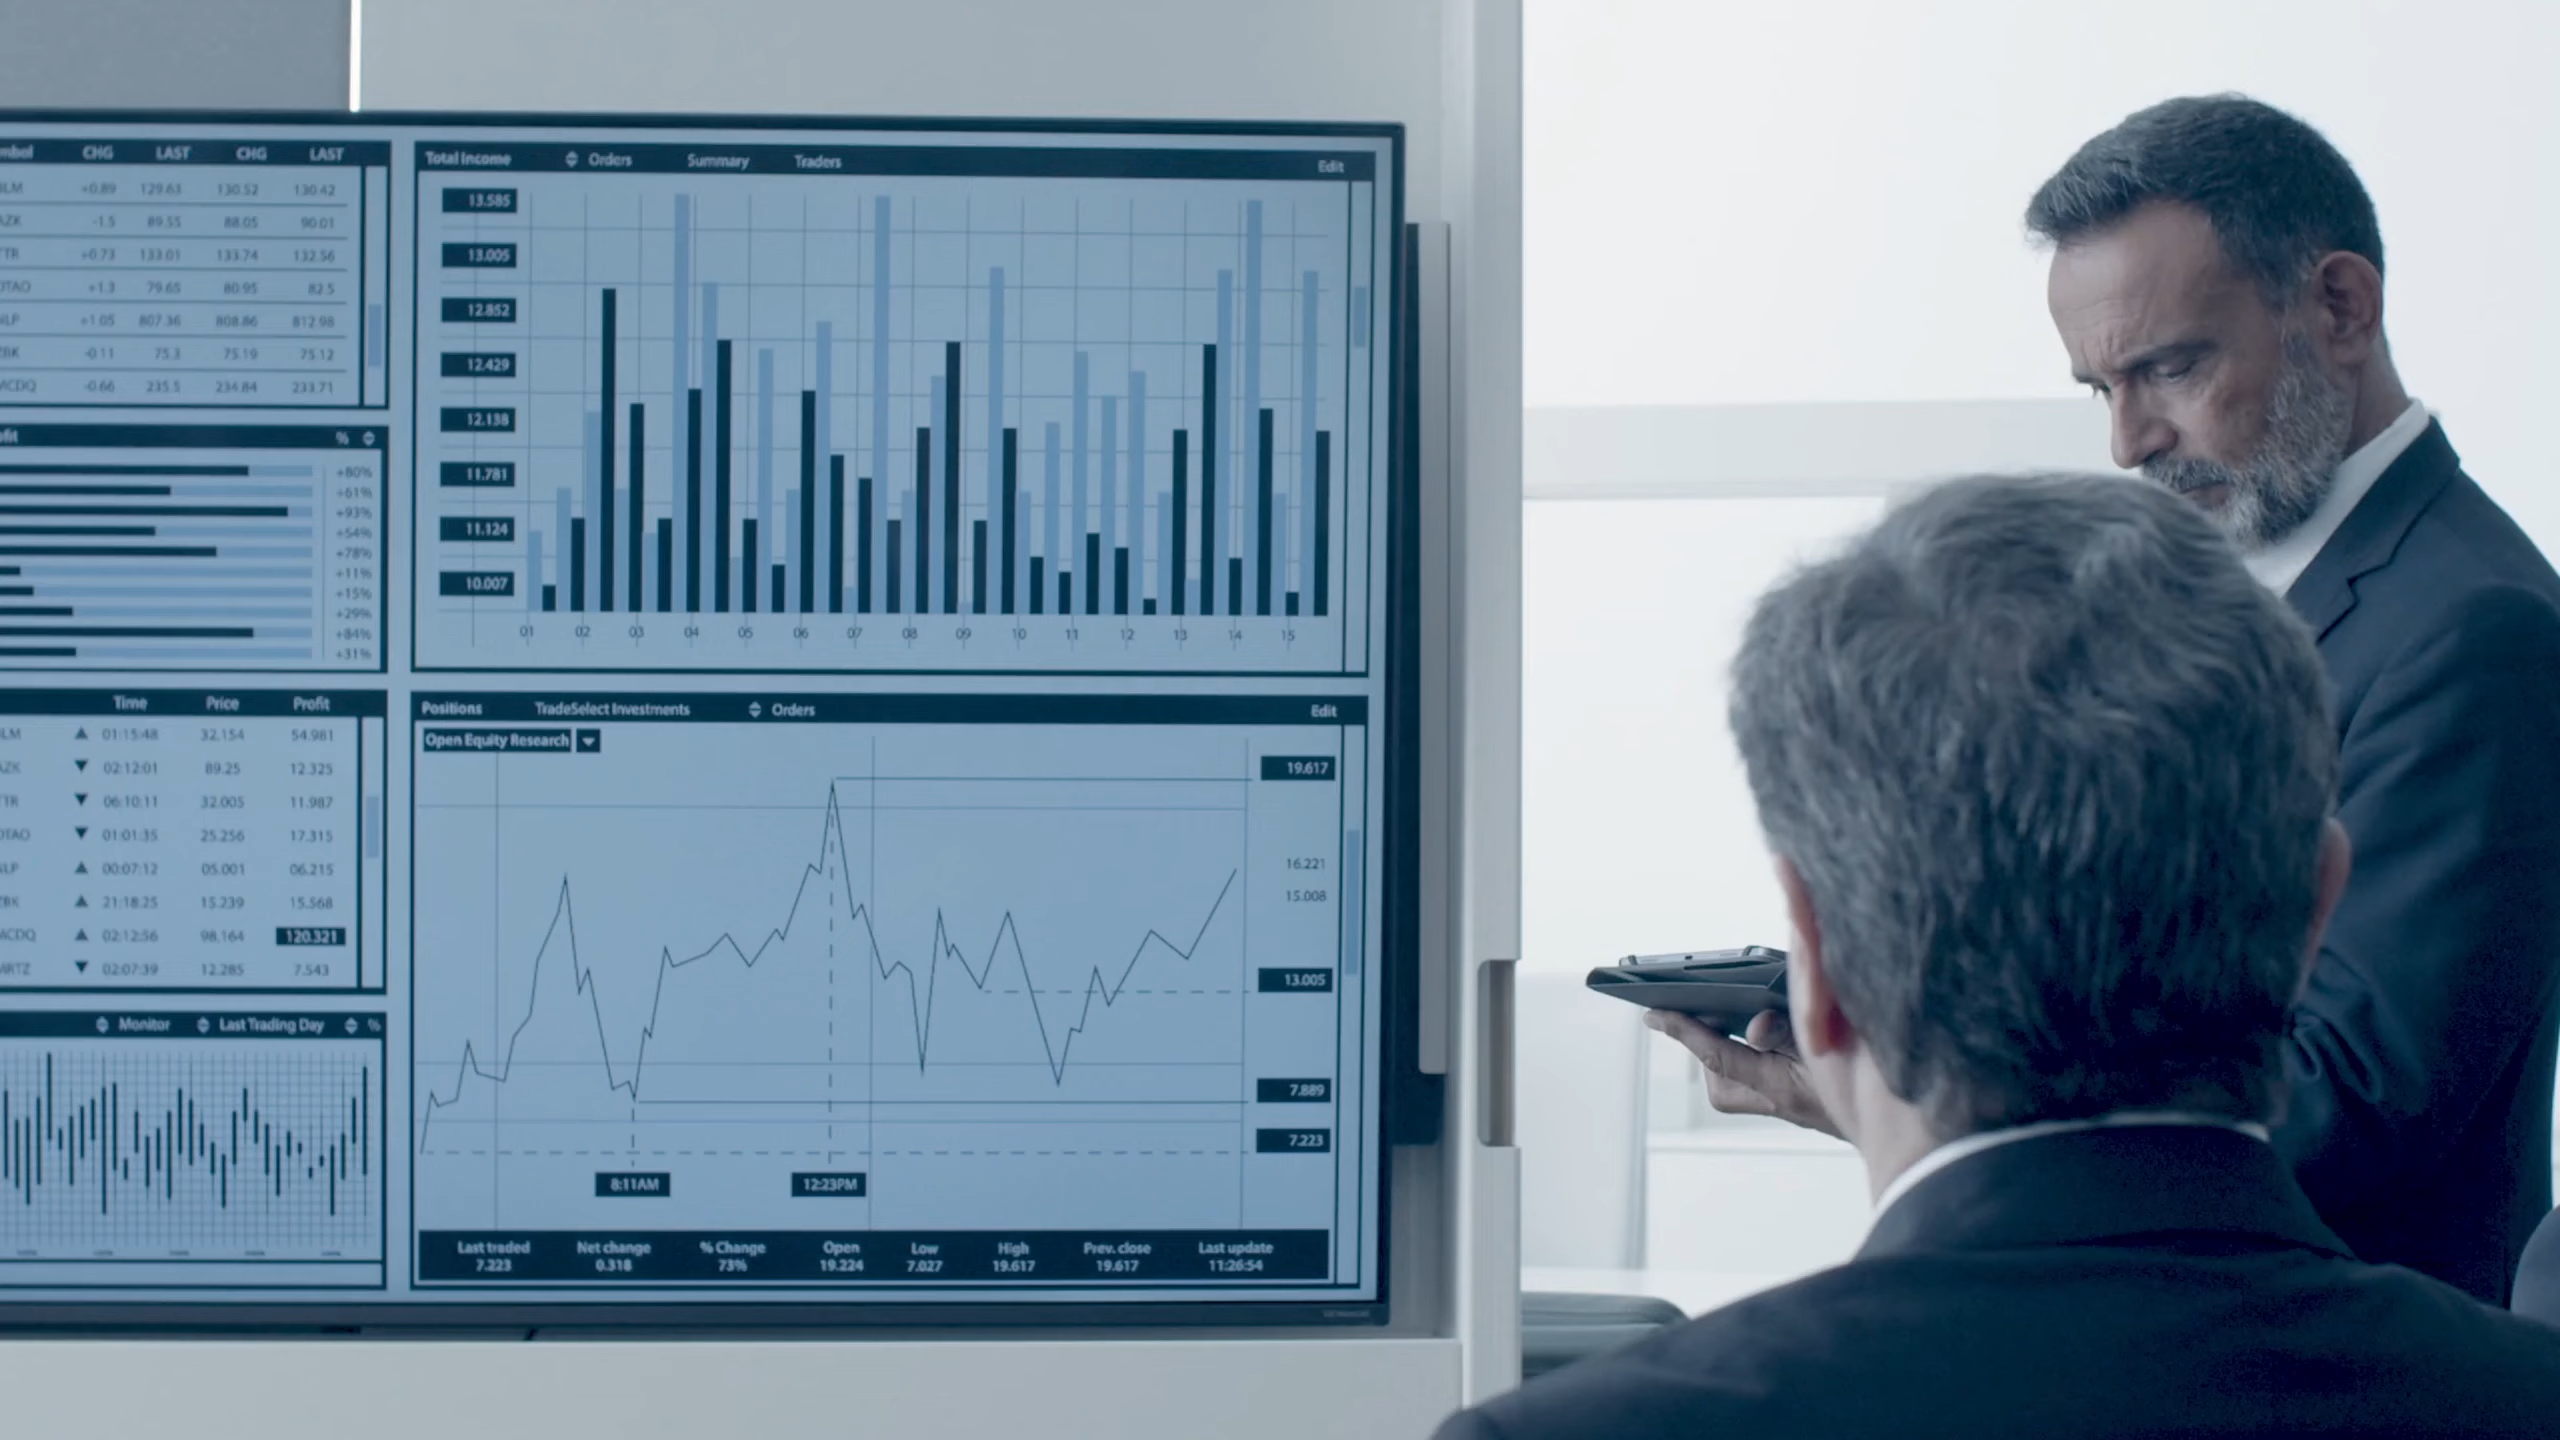 CHG LAST CHG LAST
+0.89 129.63 130.52 130.42
-1.5 89.55 88.05 90.01
+0.73 133.01 133.74 132.56
+1.3 79.65 80.95 82.5
+1.05 807.36 808.86 812.98
-0.11 75.3 75.19 75.12
MCDQ -0.66 235.5 234.84 233.71
%
+80%
+61%
+93%
+54%
+78%
+11%
+15%
+29%
+84%
+31%
Time Price Profit
01:15:48 32.154 54.981
02:12:01 89.25 12.325
06:10:11 32.005 11.987
01:01:35 25.256 17.315
00:07:12 05.001 06.215
21:18:25 15.239 15.568
MCDQ 02:12:56 98.164 120.321
02:07:39 12.285 7.543
Monitor Last Trading Day %
Total Income Orders Summary Traders Edit
13.585
13.005
12.852
12.429
12.138
11.781
11.124
10.007
01 02 03 04 05 06 07 08 09 10 11 12 13 14 15
Positions TradeSelect Investments Orders Edit
Open Equity Research
19.617
16.221
15.008
13.005
7.889
7.223
8:11AM 12:23PM
Last traded Net change % Change Open Low High Prev. close Last update
7.223 0.318 73% 19.224 7.027 19.617 19.617 11:26:54